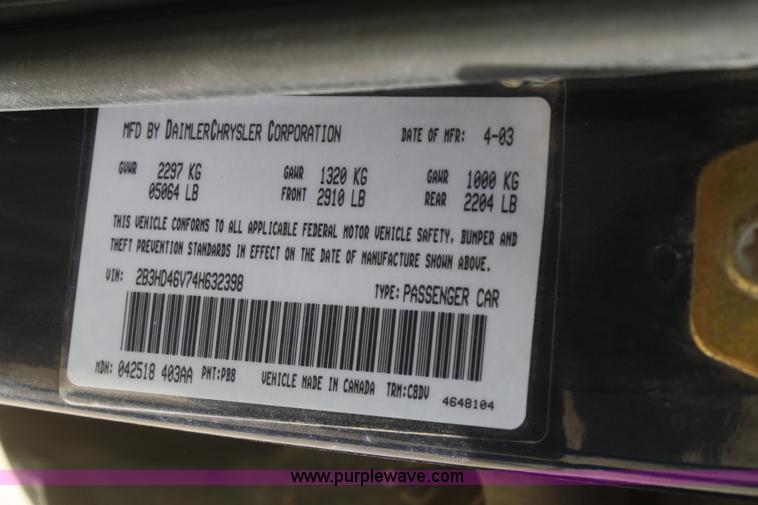 MFD BY DAIMLERCHRYSLER CORPORATION DATE OF MFR: 4-03
GVWR 2297 KG GAWR 1320 KG GAWR 1000 KG
05064 LB FRONT 2910 LB REAR 2204 LB
THIS VEHICLE CONFORMS TO ALL APPLICABLE FEDERAL MOTOR VEHICLE SAFETY, BUMPER AND
THEFT PREVENTION STANDARDS IN EFFECT ON THE DATE OF MANUFACTURE SHOWN ABOVE.
VIN: 2B3HD46V74H632398 TYPE: PASSENGER CAR
MDH: 042518 403AA PNT:PB8 VEHICLE MADE IN CANADA TRM:C8DV
4648104
www.purplewave.com